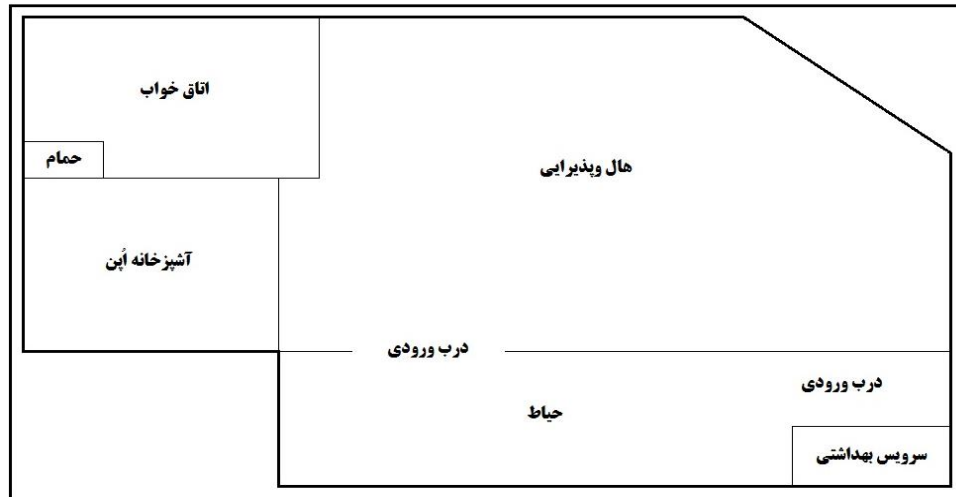 اتاق خواب
حمام
هال وپذیرایی
آشپزخانه اُپن
درب ورودی
درب ورودی
حیاط
سرویس بهداشتی